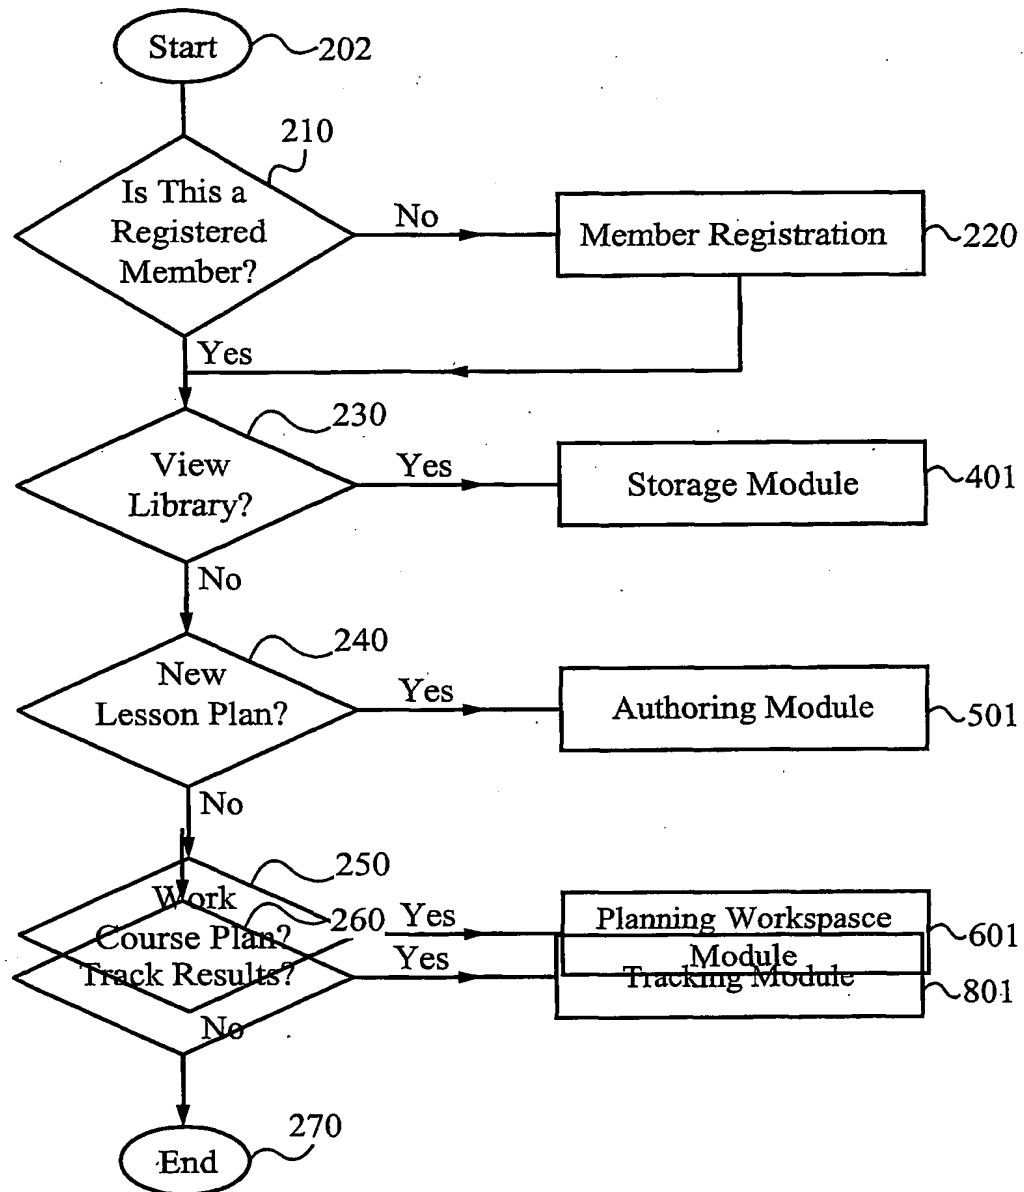 Start
202
210
Is This a
Registered
Member?
No
Member Registration
220
Yes
230
View
Library?
Yes
Storage Module
401
No
240
New
Lesson Plan?
Yes
Authoring Module
501
No
250
Work
Course Plan?
260
Yes
Planning Workspasce
Module
601
Track Results?
Yes
Tracking Module
801
No
270
End